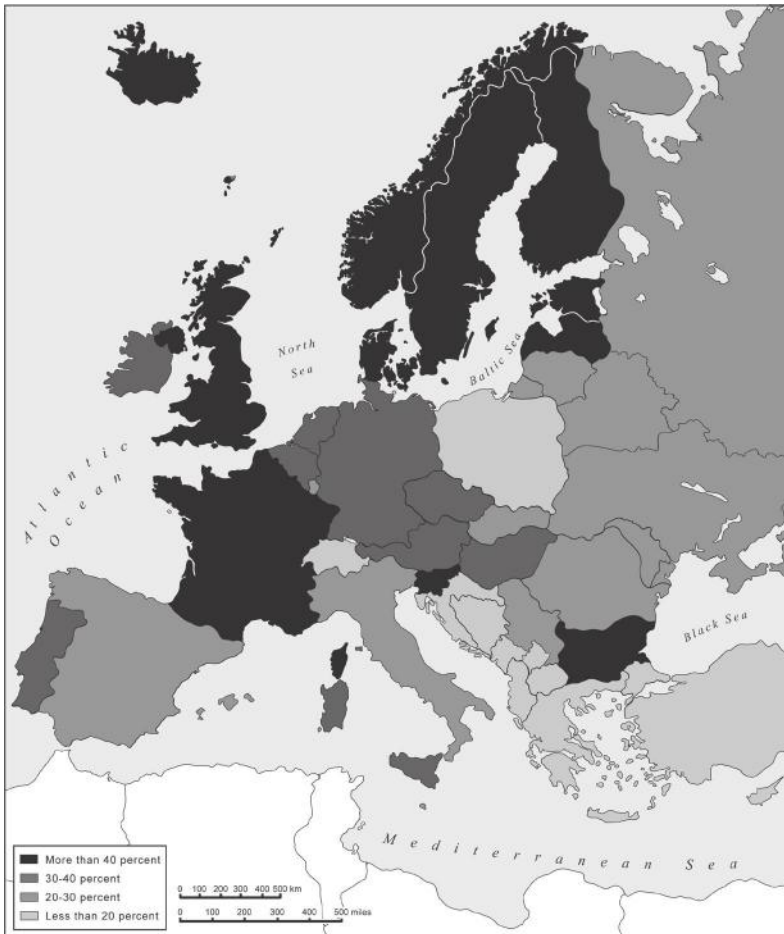 North
Sea
Baltic Sea
Atlantic
Ocean
Black Sea
Mediterranean Sea
More than 40 percent
30-40 percent
20-30 percent
Less than 20 percent
0 100 200 300 400 500 km
0 100 200 300 400 500 miles